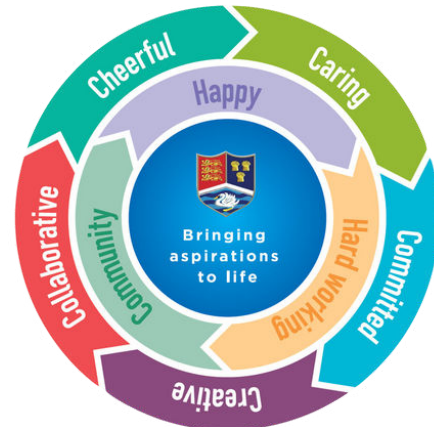 Cheerful
Caring
Committed
Creative
Collaborative
Happy
Hard working
Community
Bringing
aspirations
to life